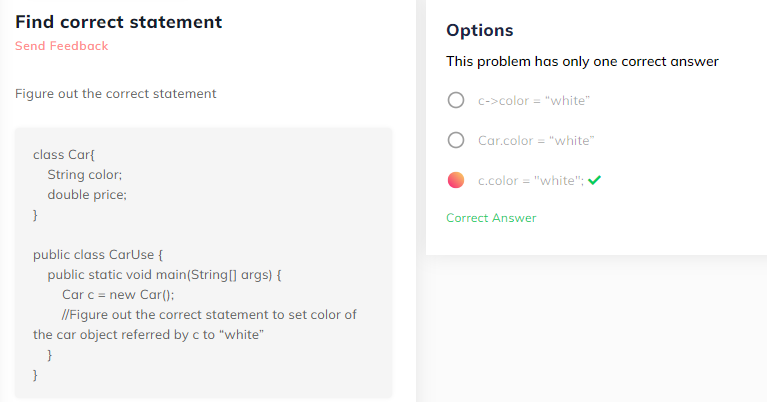 Find correct statement
Send Feedback
Figure out the correct statement
class Car{
String color;
double price;
}
public class CarUse {
public static void main(String[] args) {
Car c = new Car();
//Figure out the correct statement to set color of
the car object referred by c to “white”
}
}
Options
This problem has only one correct answer
c->color = “white”
Car.color = “white”
c.color = "white";
Correct Answer